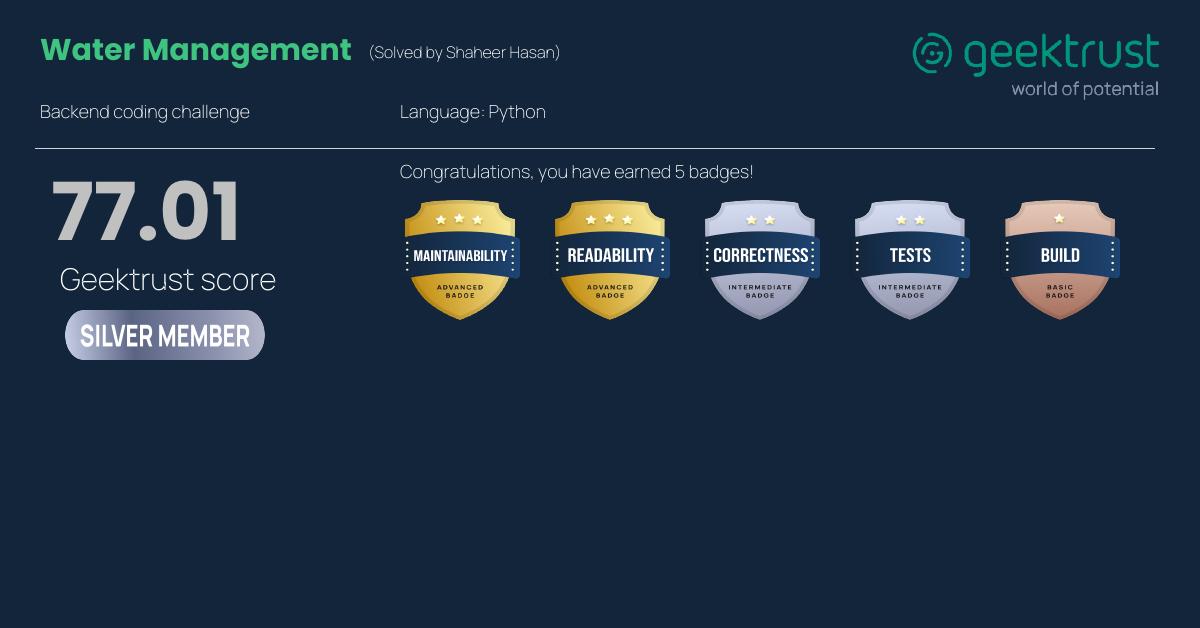 Water Management (Solved by Shaheer Hasan)
geektrust
world of potential
Backend coding challenge
Language: Python
77.01
Geektrust score
SILVER MEMBER
Congratulations, you have earned 5 badges!
MAINTAINABILITY
ADVANCED
BADGE
READABILITY
ADVANCED
BADGE
CORRECTNESS
INTERMEDIATE
BADGE
TESTS
INTERMEDIATE
BADGE
BUILD
BASIC
BADGE